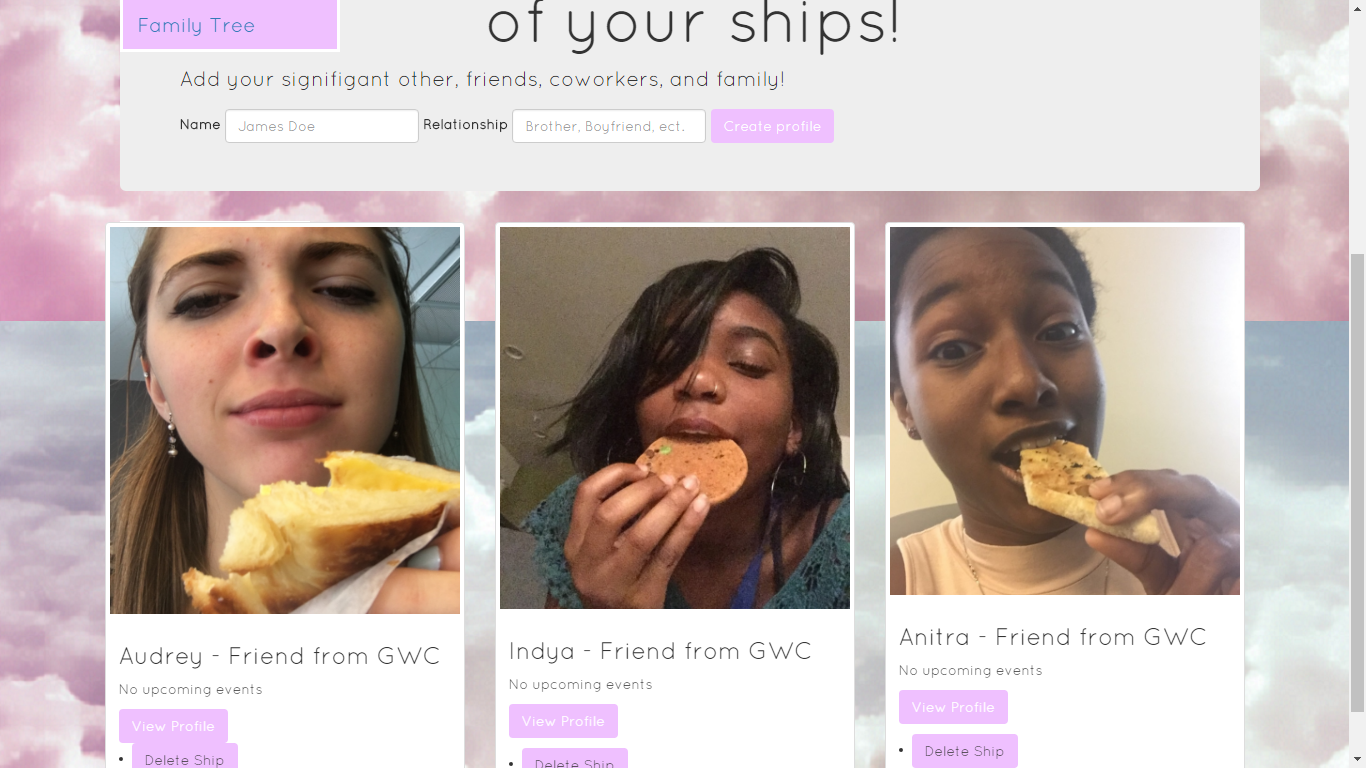 Family Tree
of your ships!
Add your signifigant other, friends, coworkers, and family!
Name James Doe Relationship Brother, Boyfriend, ect. Create profile
Audrey - Friend from GWC
No upcoming events
View Profile
• Delete Ship
Indya - Friend from GWC
No upcoming events
View Profile
• Delete Ship
Anitra - Friend from GWC
No upcoming events
View Profile
• Delete Ship